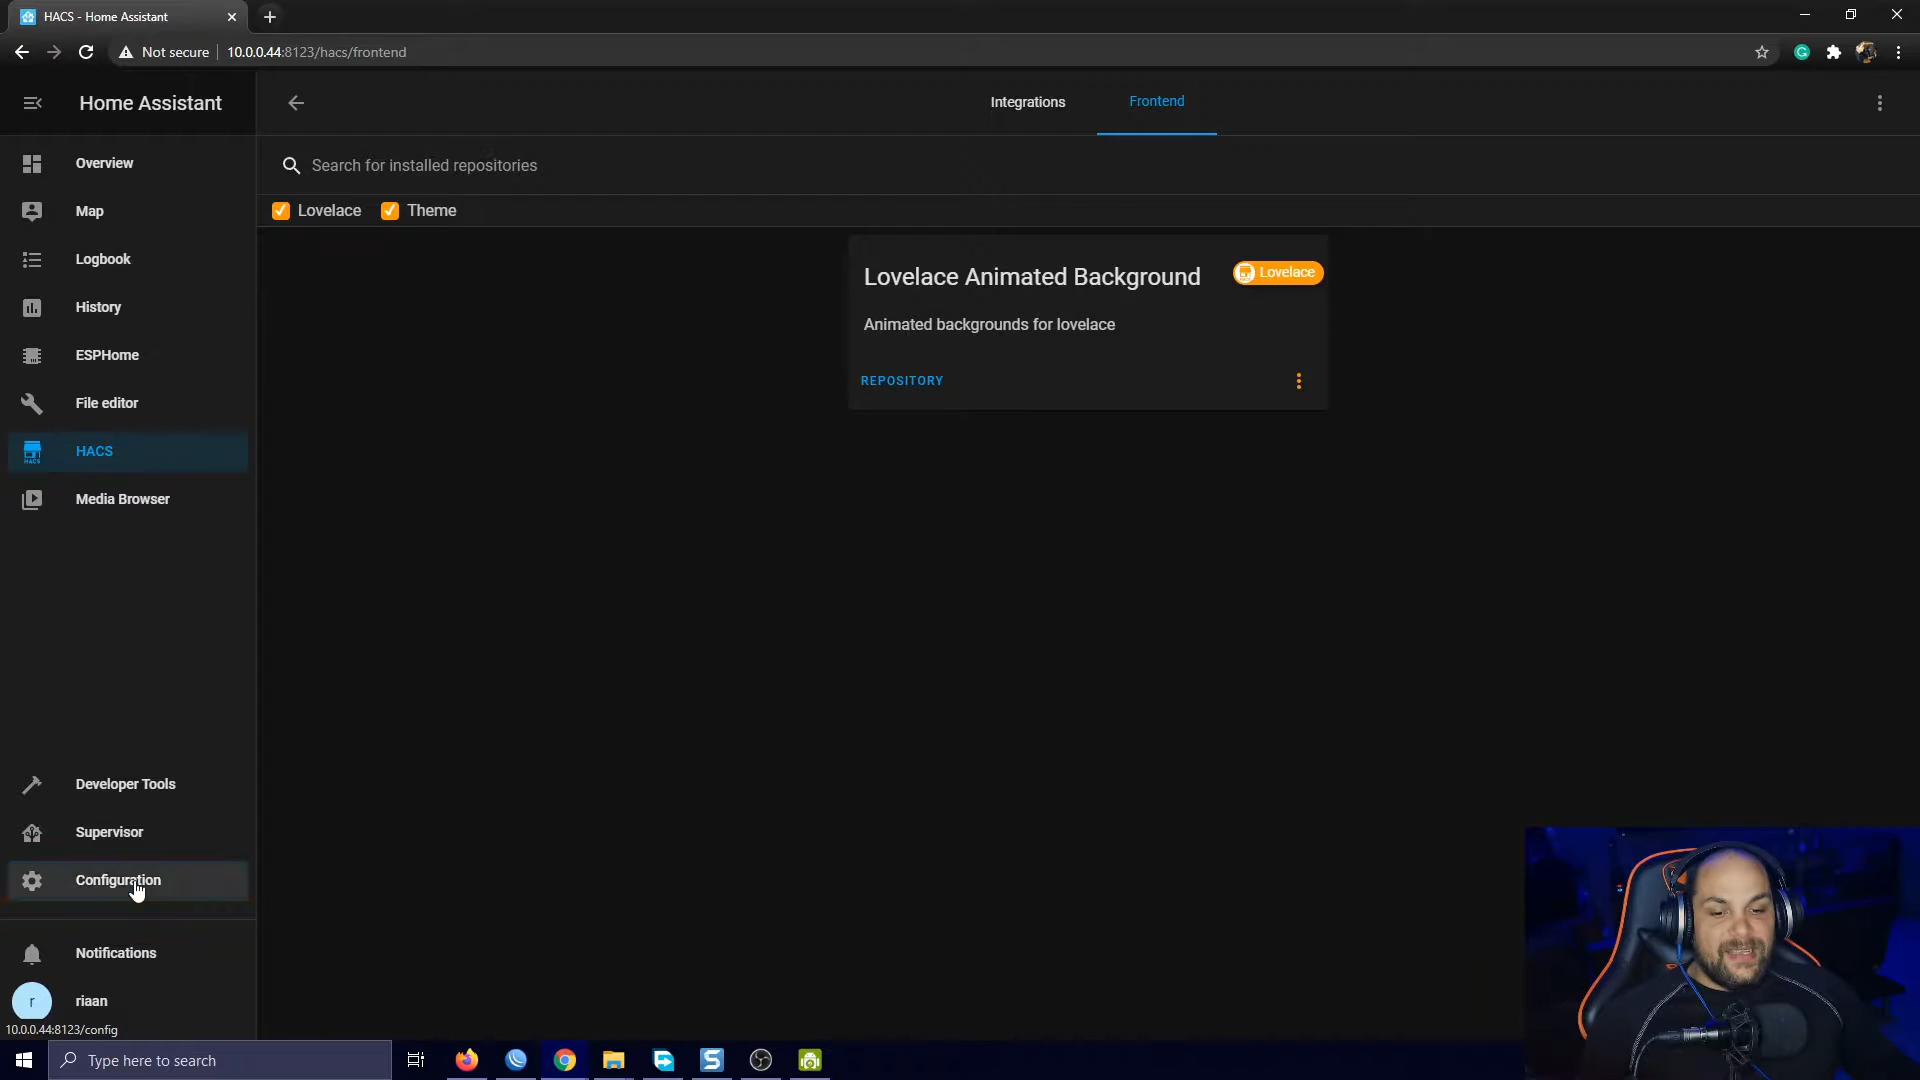 HACS - Home Assistant
Not secure
10.0.0.44:8123/hacs/frontend
Home Assistant
Integrations
Frontend
Overview
Search for installed repositories
Map
Lovelace
Theme
Logbook
Lovelace Animated Background
Lovelace
History
Animated backgrounds for lovelace
ESPHome
REPOSITORY
File editor
HACS
HACS
Media Browser
Developer Tools
Supervisor
Configuration
Notifications
r
riaan
10.0.0.44:8123/config
Type here to search